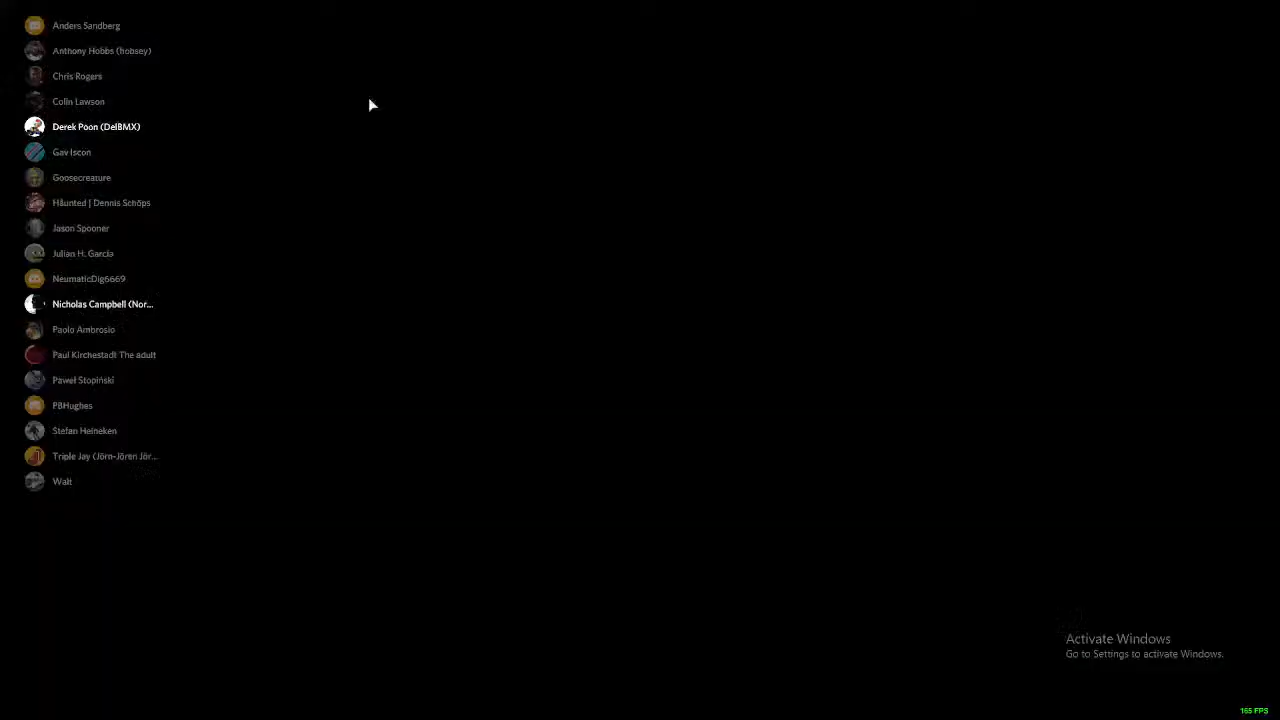 Anders Sandberg
Anthony Hobbs (hobsey)
Chris Rogers
Colin Lawson
Derek Poon (DelBMX)
Gav Iscon
Goosecreature
Håunted | Dennis Schöps
Jason Spooner
Julian H. Garcia
NeumaticDig6669
Nicholas Campbell (Nor...
Paolo Ambrosio
Paul Kirchestadl The adult
Paweł Stopiński
PBHughes
Stefan Heineken
Triple Jay (Jörn-Jören Jör...
Walt
Activate Windows
Go to Settings to activate Windows.
165 FPS